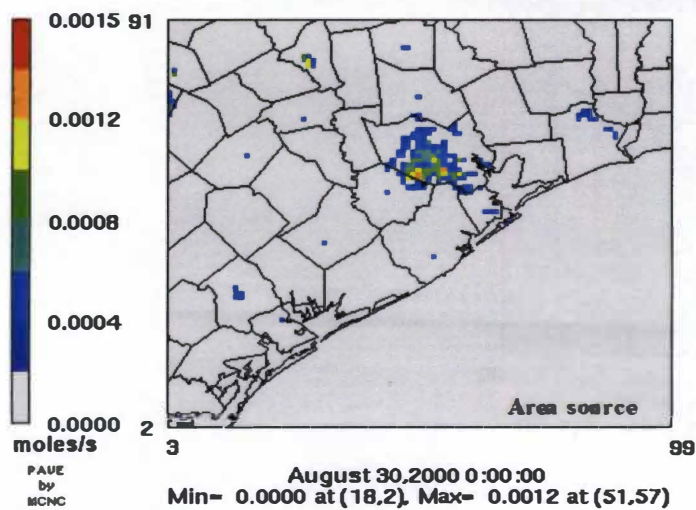 0.0015 91
0.0012
0.0008
0.0004
0.0000 2
moles/s
3 99
Area source
PAVE
by
MCNC
August 30,2000 0:00:00
Min= 0.0000 at (18,2), Max= 0.0012 at (51,57)